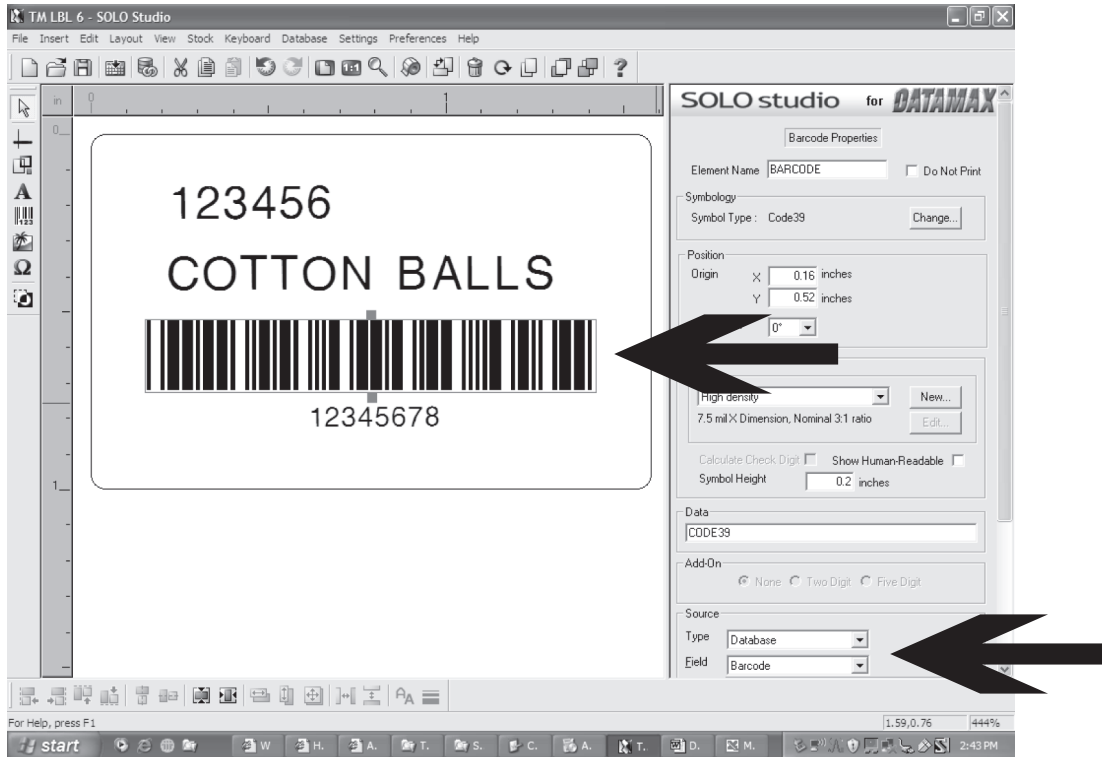 TM LBL 6 - SOLO Studio
File Insert Edit Layout View Stock Keyboard Database Settings Preferences Help
in 0 1
0
1
123456
COTTON BALLS
12345678
SOLO studio for DATAMAX
Barcode Properties
Element Name BARCODE Do Not Print
Symbology
Symbol Type : Code39 Change...
Position
Origin X 0.16 inches
Y 0.52 inches
0°
High density New...
7.5 mil X Dimension, Nominal 3:1 ratio Edit...
Calculate Check Digit Show Human-Readable
Symbol Height 0.2 inches
Data
CODE39
Add-On
None Two Digit Five Digit
Source
Type Database
Field Barcode
For Help, press F1 1.59,0.76 444%
start W H. A. T. S. C. A. T. D. M. 2:43 PM